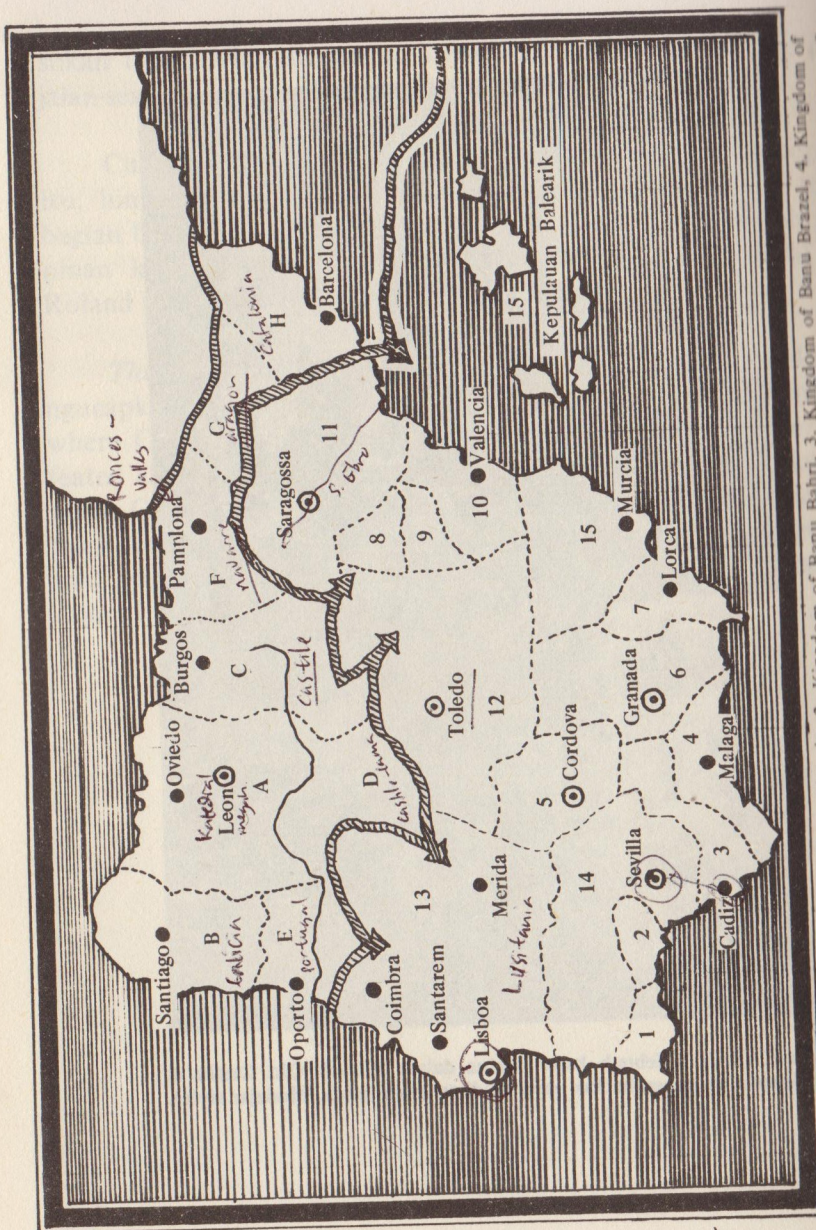 Ronces-
valles
Santiago
B
Galicia
E
portugal
Oporto
Oviedo
Katedral
Leon
A
Burgos
C
Castile
D
Pamplona
F
navarre
G
aragon
H
Catalonia
Barcelona
Saragossa
S. Ebro
11
8
9
10
Valencia
15
Kepulauan Balearik
Coimbra
Santarem
Lisboa
13
Merida
Lusitania
Toledo
12
5
Cordova
14
Sevilla
2
1
3
Cadiz
4
Malaga
Granada
6
7
Lorca
15
Murcia
Kingdom of Banu Bahri, 3. Kingdom of Banu Brazel, 4. Kingdom of